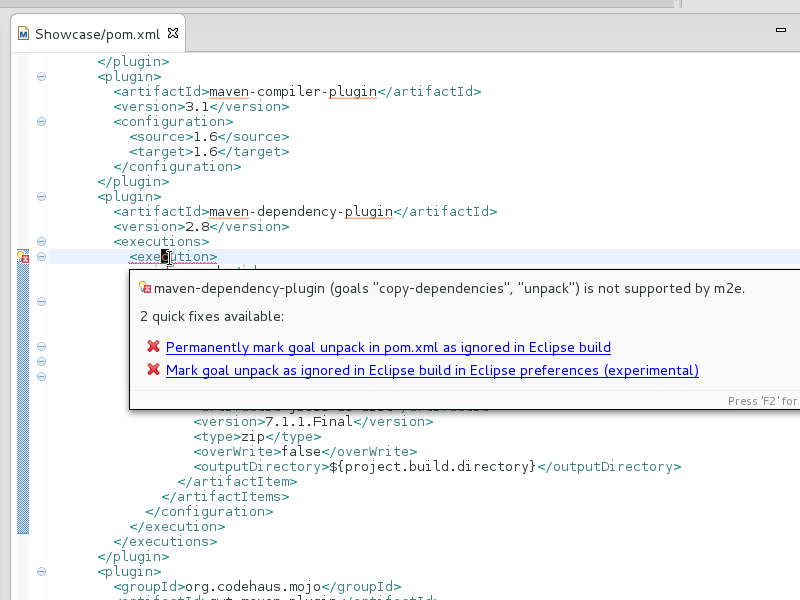 Showcase/pom.xml
</plugin>
<plugin>
<artifactId>maven-compiler-plugin</artifactId>
<version>3.1</version>
<configuration>
<source>1.6</source>
<target>1.6</target>
</configuration>
</plugin>
<plugin>
<artifactId>maven-dependency-plugin</artifactId>
<version>2.8</version>
<executions>
<execution>
maven-dependency-plugin (goals "copy-dependencies", "unpack") is not supported by m2e.
2 quick fixes available:
Permanently mark goal unpack in pom.xml as ignored in Eclipse build
Mark goal unpack as ignored in Eclipse build in Eclipse preferences (experimental)
Press 'F2' for
<version>7.1.1.Final</version>
<type>zip</type>
<overWrite>false</overWrite>
<outputDirectory>${project.build.directory}</outputDirectory>
</artifactItem>
</artifactItems>
</configuration>
</execution>
</executions>
</plugin>
<plugin>
<groupId>org.codehaus.mojo</groupId>